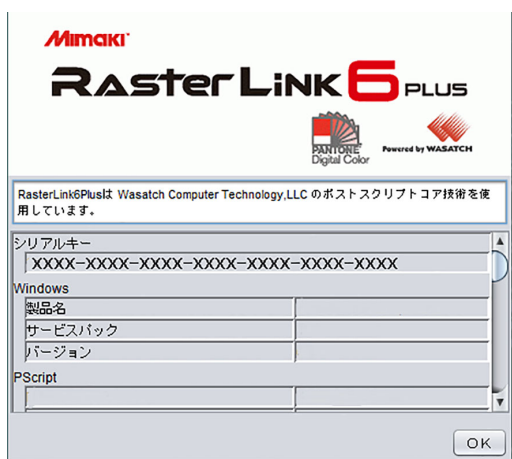 Mimaki
RasterLink6 PLUS
PANTONE®
Digital Color
Powered by WASATCH
RasterLink6Plusは Wasatch Computer Technology,LLC のポストスクリプトコア技術を使
用しています。
シリアルキー
XXXX-XXXX-XXXX-XXXX-XXXX-XXXX-XXXX
Windows
製品名
サービスパック
バージョン
PScript
OK